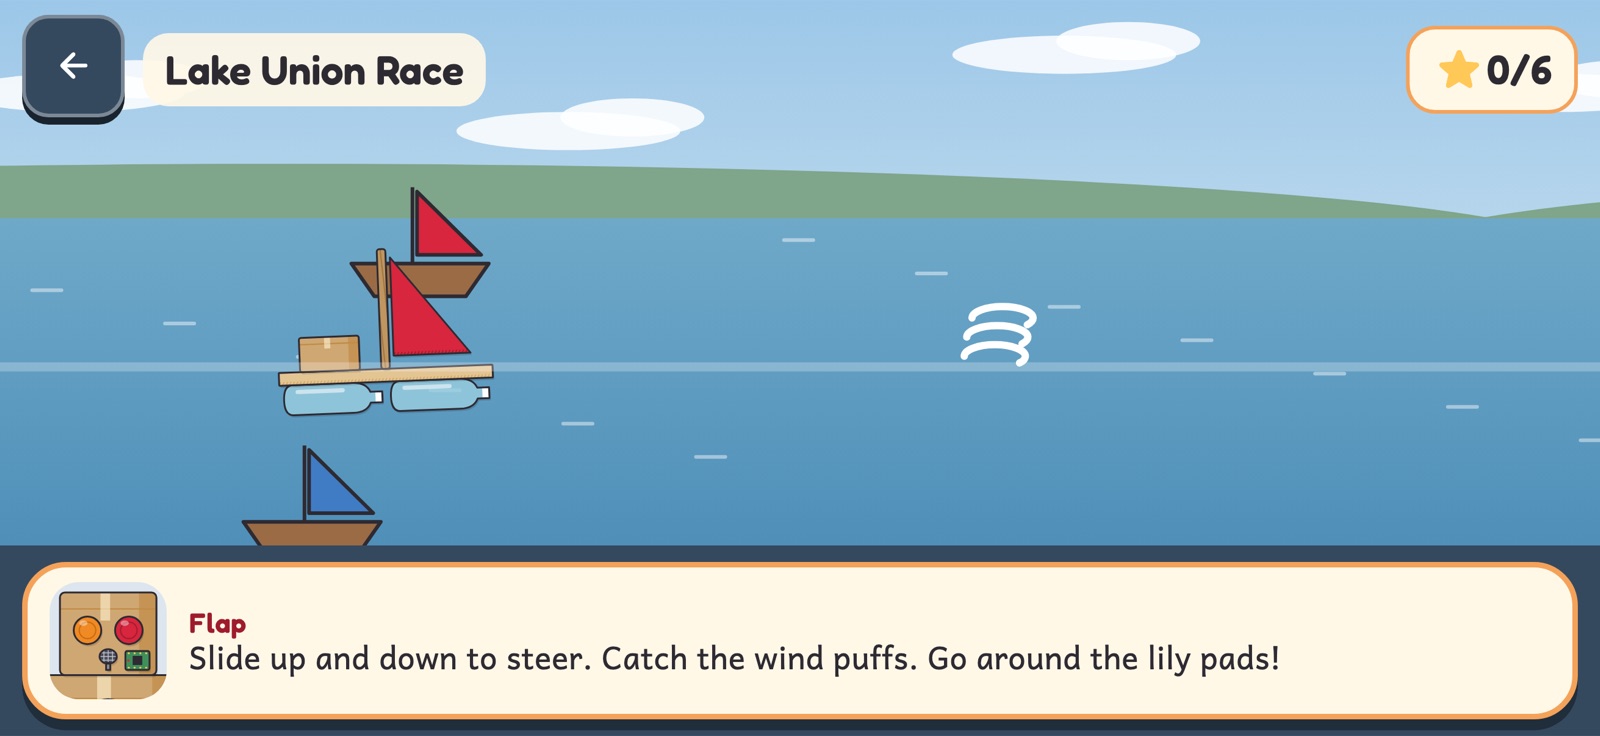 Lake Union Race
0/6
Flap
Slide up and down to steer. Catch the wind puffs. Go around the lily pads!